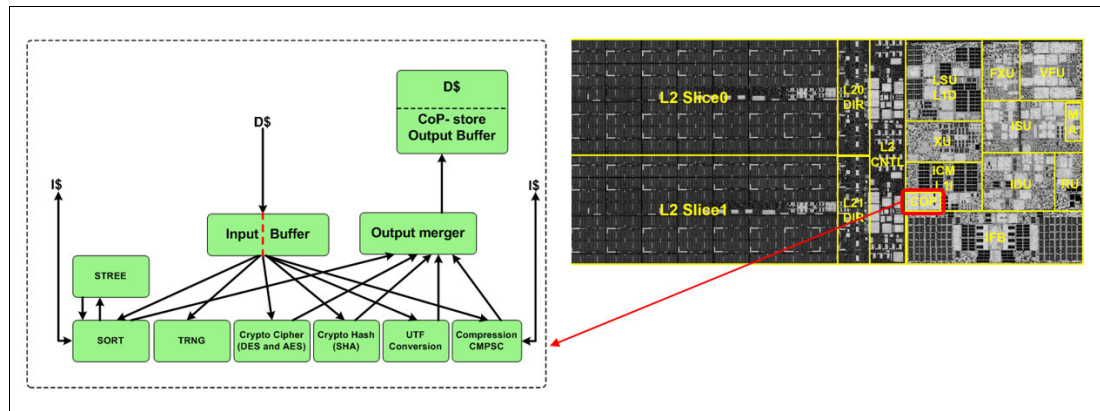 D$
CoP- store
Output Buffer
D$
I$
I$
Input Buffer
Output merger
STREE
SORT
TRNG
Crypto Cipher
(DES and AES)
Crypto Hash
(SHA)
UTF
Conversion
Compression
CMPSC
L2 Slice0
L20
DIR
L2
CNTL
LSU
L1D
FXU
VFU
ISU
M
A
XU
ICM
L1I
COP
IDU
RU
L2 Slice1
L21
DIR
IFB